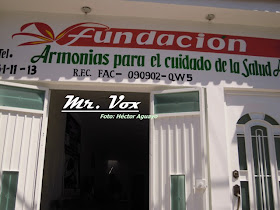 fundacion
Tel. Armonias para el cuidado de la Salud A
51-11-13 R.F.C. FAC-090902-QW5
Mr. Vox
Foto: Héctor Aguayo